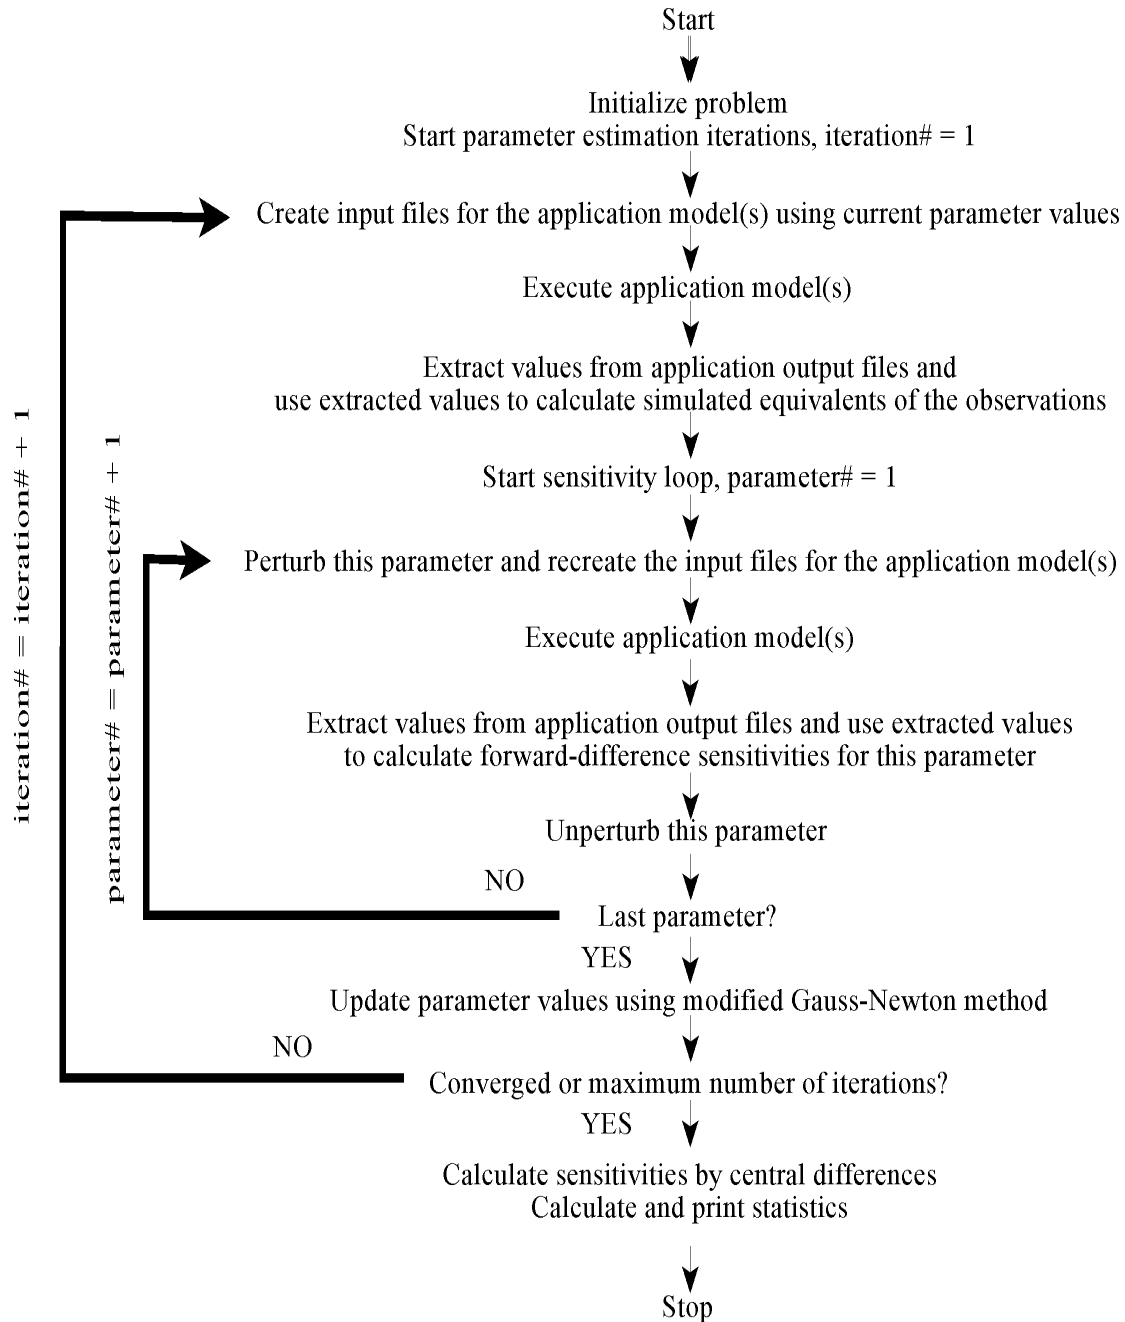 Start
Initialize problem
Start parameter estimation iterations, iteration# = 1
Create input files for the application model(s) using current parameter values
Execute application model(s)
Extract values from application output files and
use extracted values to calculate simulated equivalents of the observations
Start sensitivity loop, parameter# = 1
Perturb this parameter and recreate the input files for the application model(s)
Execute application model(s)
Extract values from application output files and use extracted values
to calculate forward-difference sensitivities for this parameter
Unperturb this parameter
NO
Last parameter?
YES
Update parameter values using modified Gauss-Newton method
NO
Converged or maximum number of iterations?
YES
Calculate sensitivities by central differences
Calculate and print statistics
Stop
iteration# = iteration# + 1
parameter# = parameter# + 1